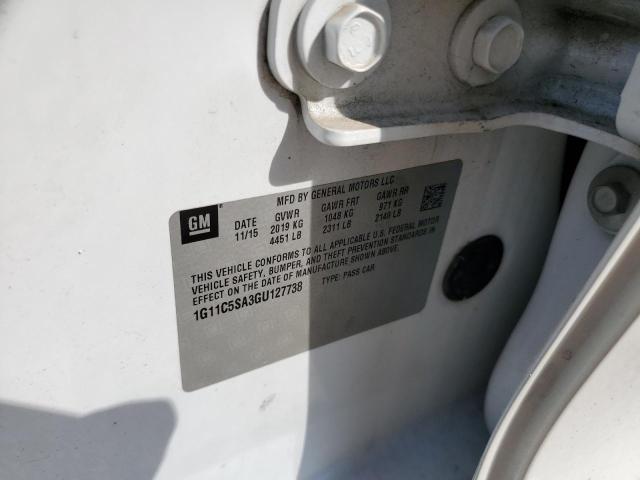 MFD BY GENERAL MOTORS LLC
GM
DATE GVWR GAWR FRT GAWR RR
11/15 2019 KG 1048 KG 971 KG
4451 LB 2311 LB 2140 LB
THIS VEHICLE CONFORMS TO ALL APPLICABLE U.S. FEDERAL MOTOR
VEHICLE SAFETY, BUMPER, AND THEFT PREVENTION STANDARDS IN
EFFECT ON THE DATE OF MANUFACTURE SHOWN ABOVE.
1G11C5SA3GU127738 TYPE: PASS CAR